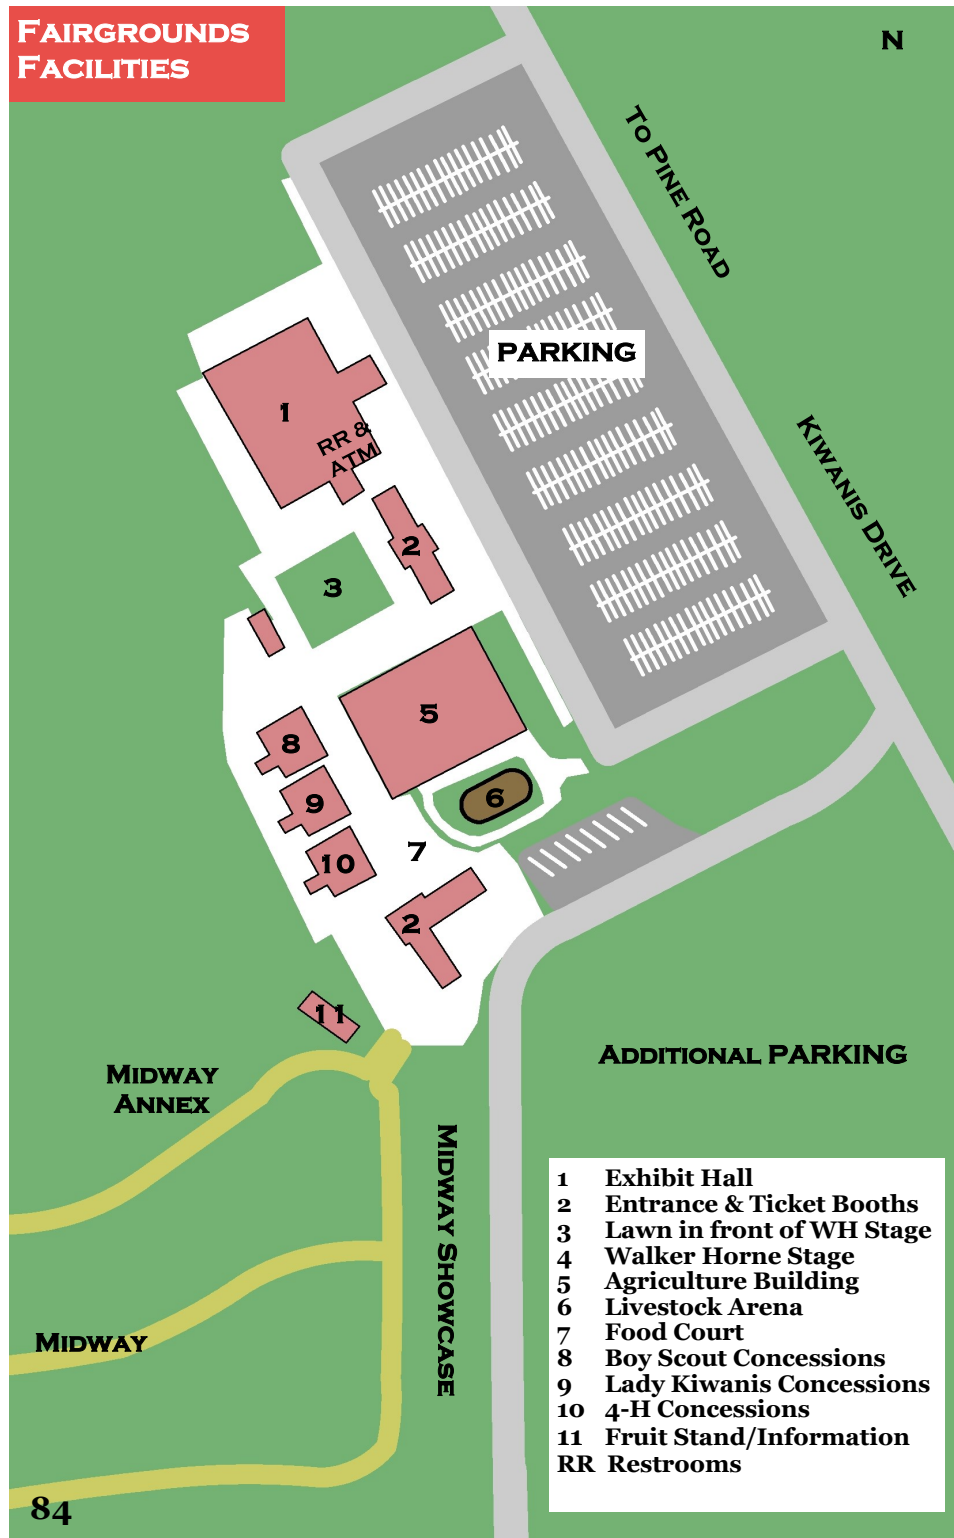 FAIRGROUNDS
FACILITIES
N
TO PINE ROAD
PARKING
KIWANIS DRIVE
1
RR &
ATM
2
3
5
8
6
9
7
10
2
11
ADDITIONAL PARKING
MIDWAY
ANNEX
MIDWAY SHOWCASE
MIDWAY
1 Exhibit Hall
2 Entrance & Ticket Booths
3 Lawn in front of WH Stage
4 Walker Horne Stage
5 Agriculture Building
6 Livestock Arena
7 Food Court
8 Boy Scout Concessions
9 Lady Kiwanis Concessions
10 4-H Concessions
11 Fruit Stand/Information
RR Restrooms
84